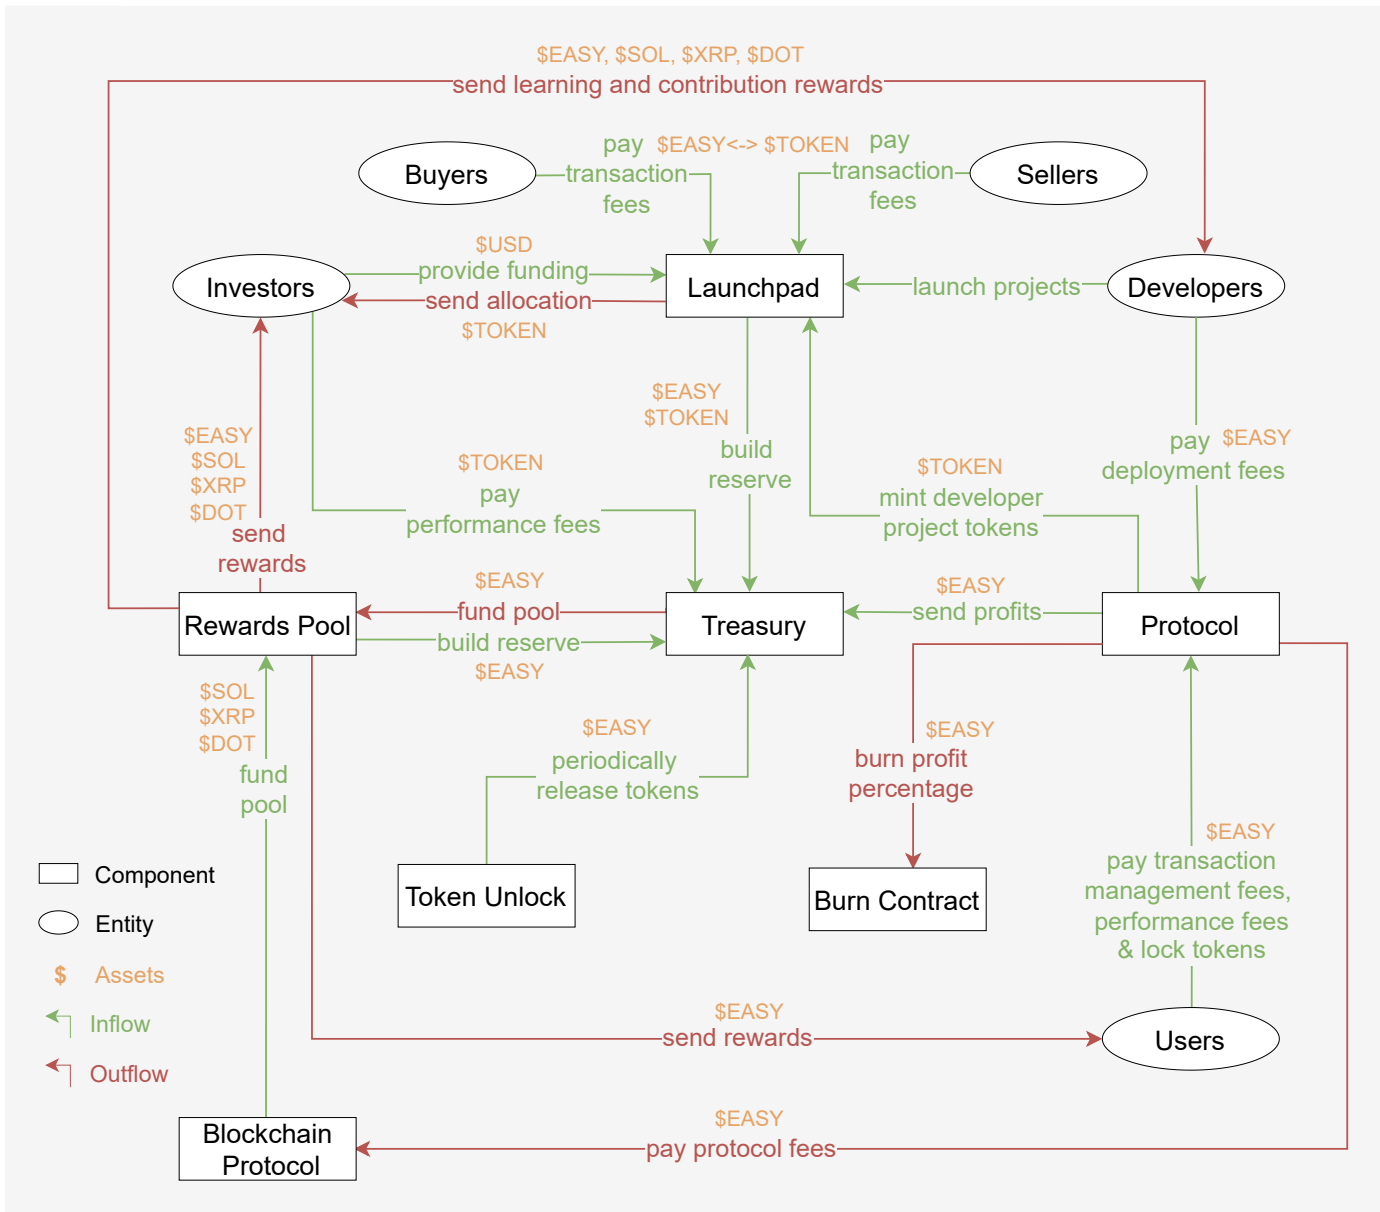 $EASY, $SOL, $XRP, $DOT
send learning and contribution rewards
Buyers
pay
transaction
fees
$EASY<-> $TOKEN
pay
transaction
fees
Sellers
Investors
$USD
provide funding
send allocation
$TOKEN
Launchpad
launch projects
Developers
$EASY
$SOL
$XRP
$DOT
send
rewards
$TOKEN
pay
performance fees
$EASY
$TOKEN
build
reserve
$TOKEN
mint developer
project tokens
pay
$EASY
deployment fees
Rewards Pool
$EASY
fund pool
build reserve
$EASY
Treasury
$EASY
send profits
Protocol
$SOL
$XRP
$DOT
fund
pool
$EASY
periodically
release tokens
$EASY
burn profit
percentage
$EASY
pay transaction
management fees,
performance fees
& lock tokens
Token Unlock
Burn Contract
Component
Entity
$ Assets
Inflow
Outflow
$EASY
send rewards
Users
Blockchain
Protocol
$EASY
pay protocol fees